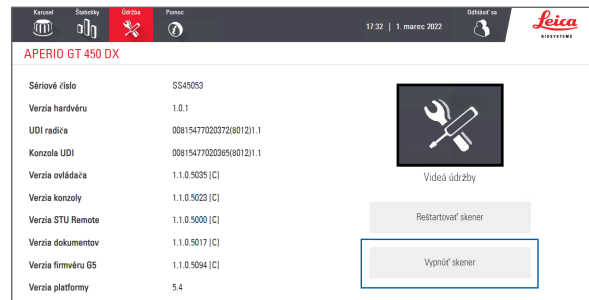 Karusel Štatistiky Údržba Pomoc Odhlásiť sa
17:32 | 1. marec 2022
Leica
BIOSYSTEMS
APERIO GT 450 DX
Sériové číslo SS45053
Verzia hardvéru 1.0.1
UDI radiča 00815477020372(8012)1.1
Konzola UDI 00815477020365(8012)1.1
Verzia ovládača 1.1.0.5035 [C]
Verzia konzoly 1.1.0.5023 [C]
Verzia STU Remote 1.1.0.5000 [C]
Verzia dokumentov 1.1.0.5017 [C]
Verzia firmvéru G5 1.1.0.5094 [C]
Verzia platformy 5.4
Videá údržby
Reštartovať skener
Vypnúť skener